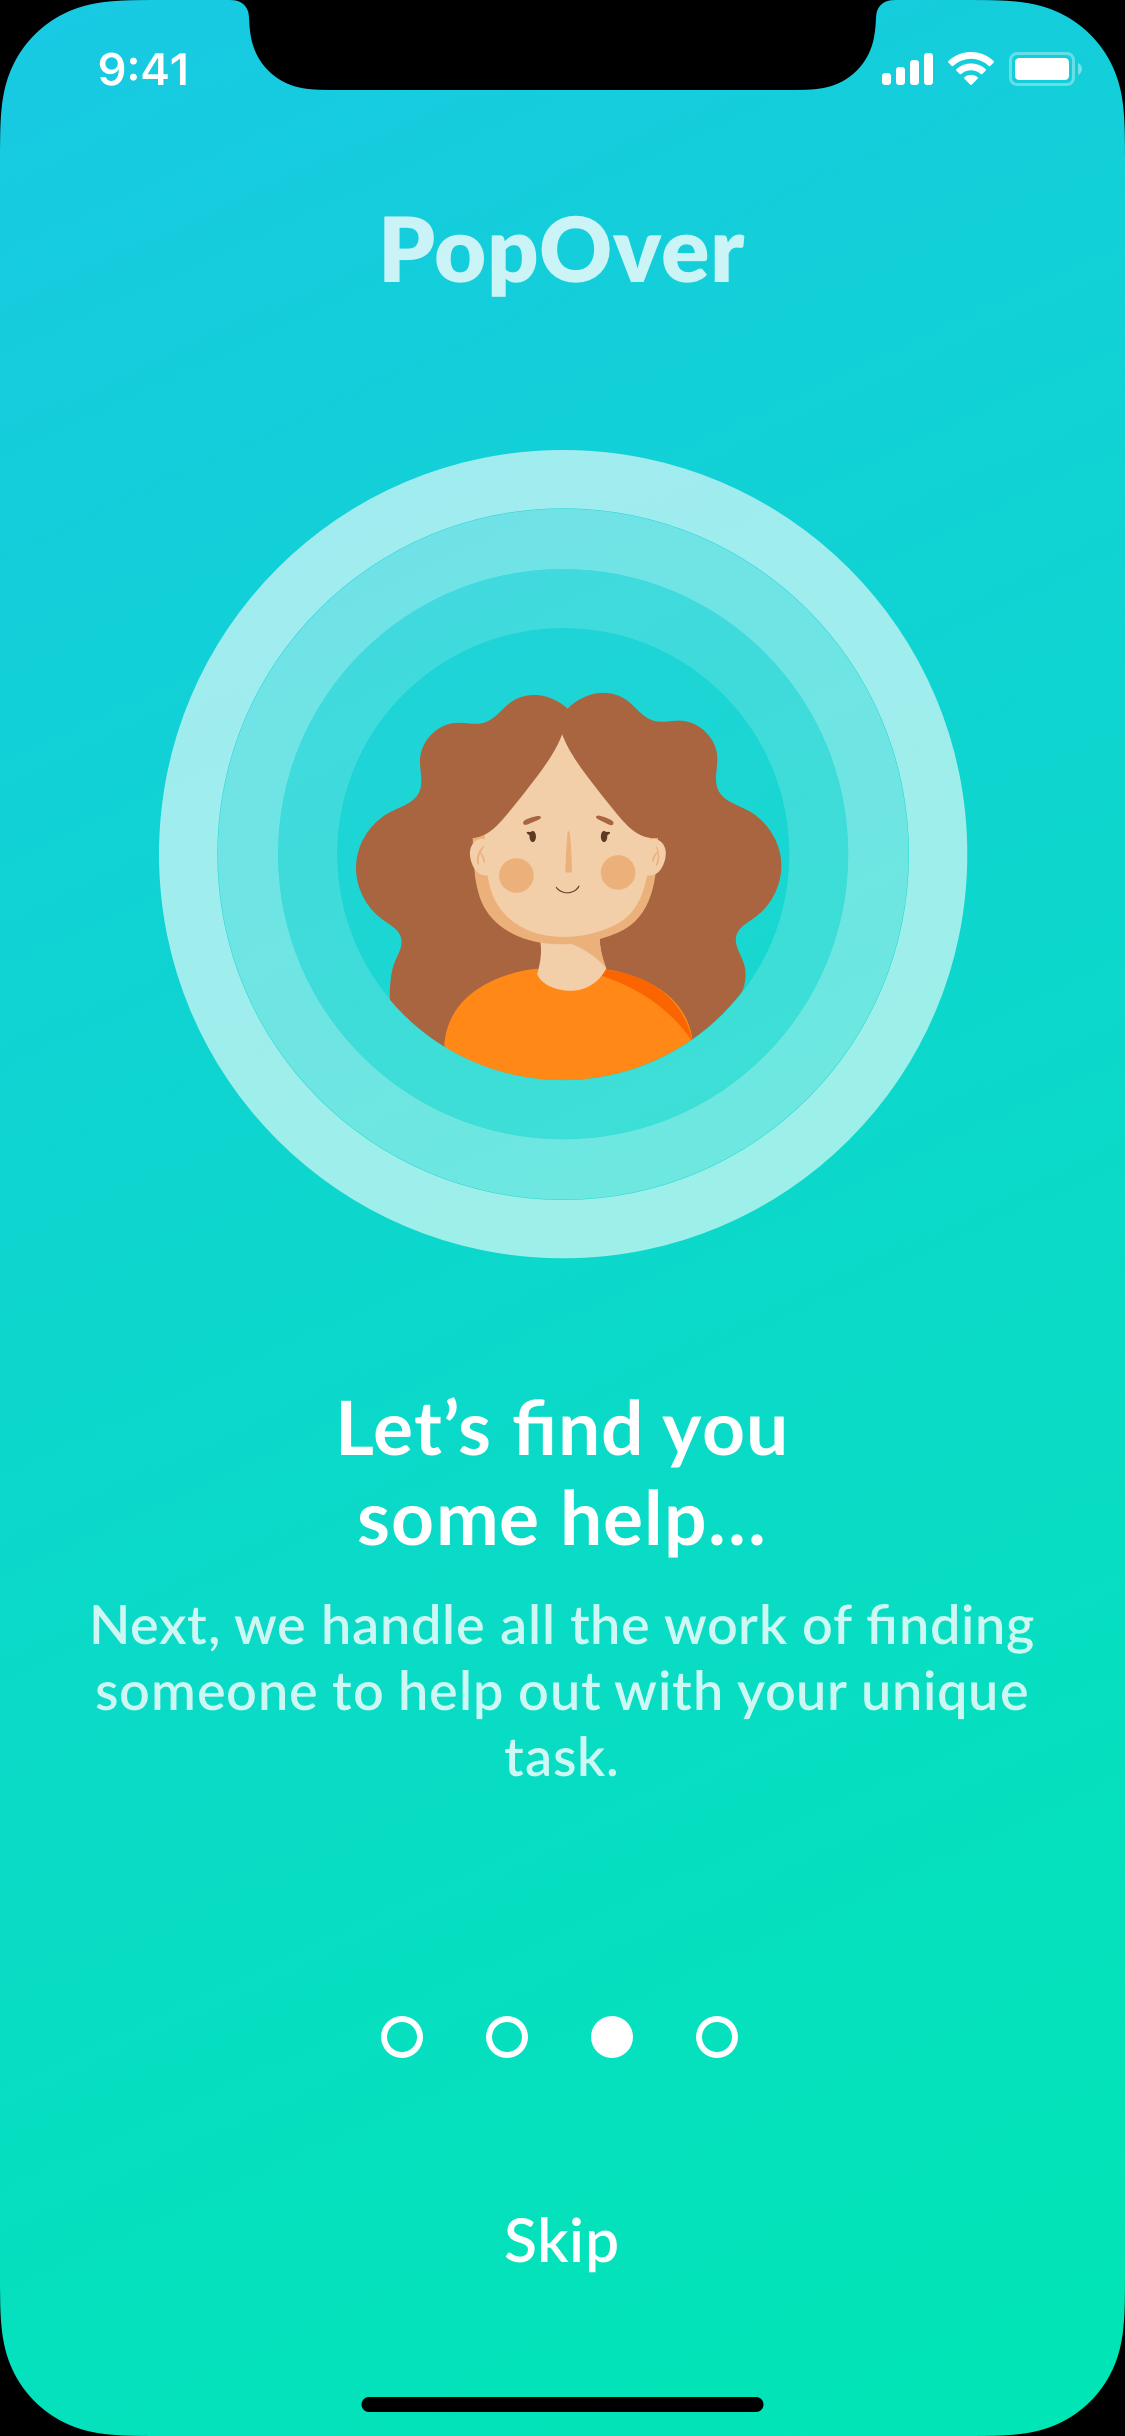 9:41
PopOver
Let’s find you
some help...
Next, we handle all the work of finding
someone to help out with your unique
task.
Skip